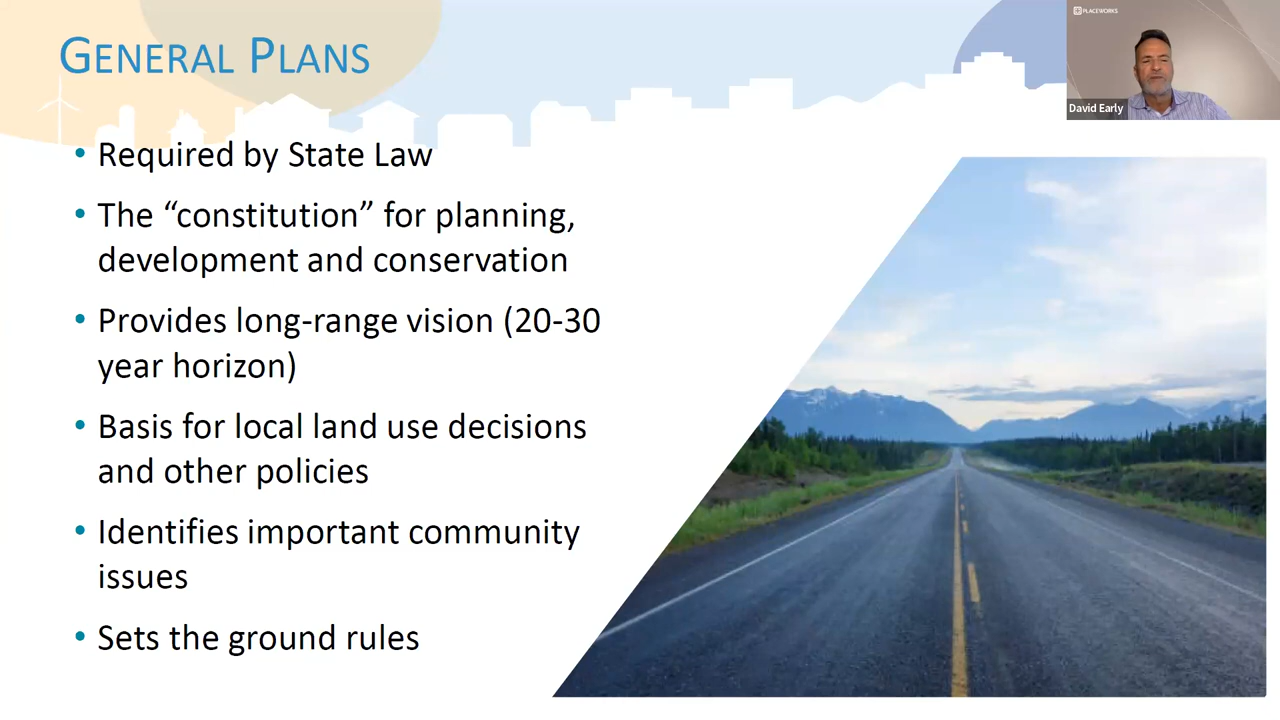 GENERAL PLANS
PLACEWORKS
David Early
• Required by State Law
• The “constitution” for planning,
development and conservation
• Provides long-range vision (20-30
year horizon)
• Basis for local land use decisions
and other policies
• Identifies important community
issues
• Sets the ground rules